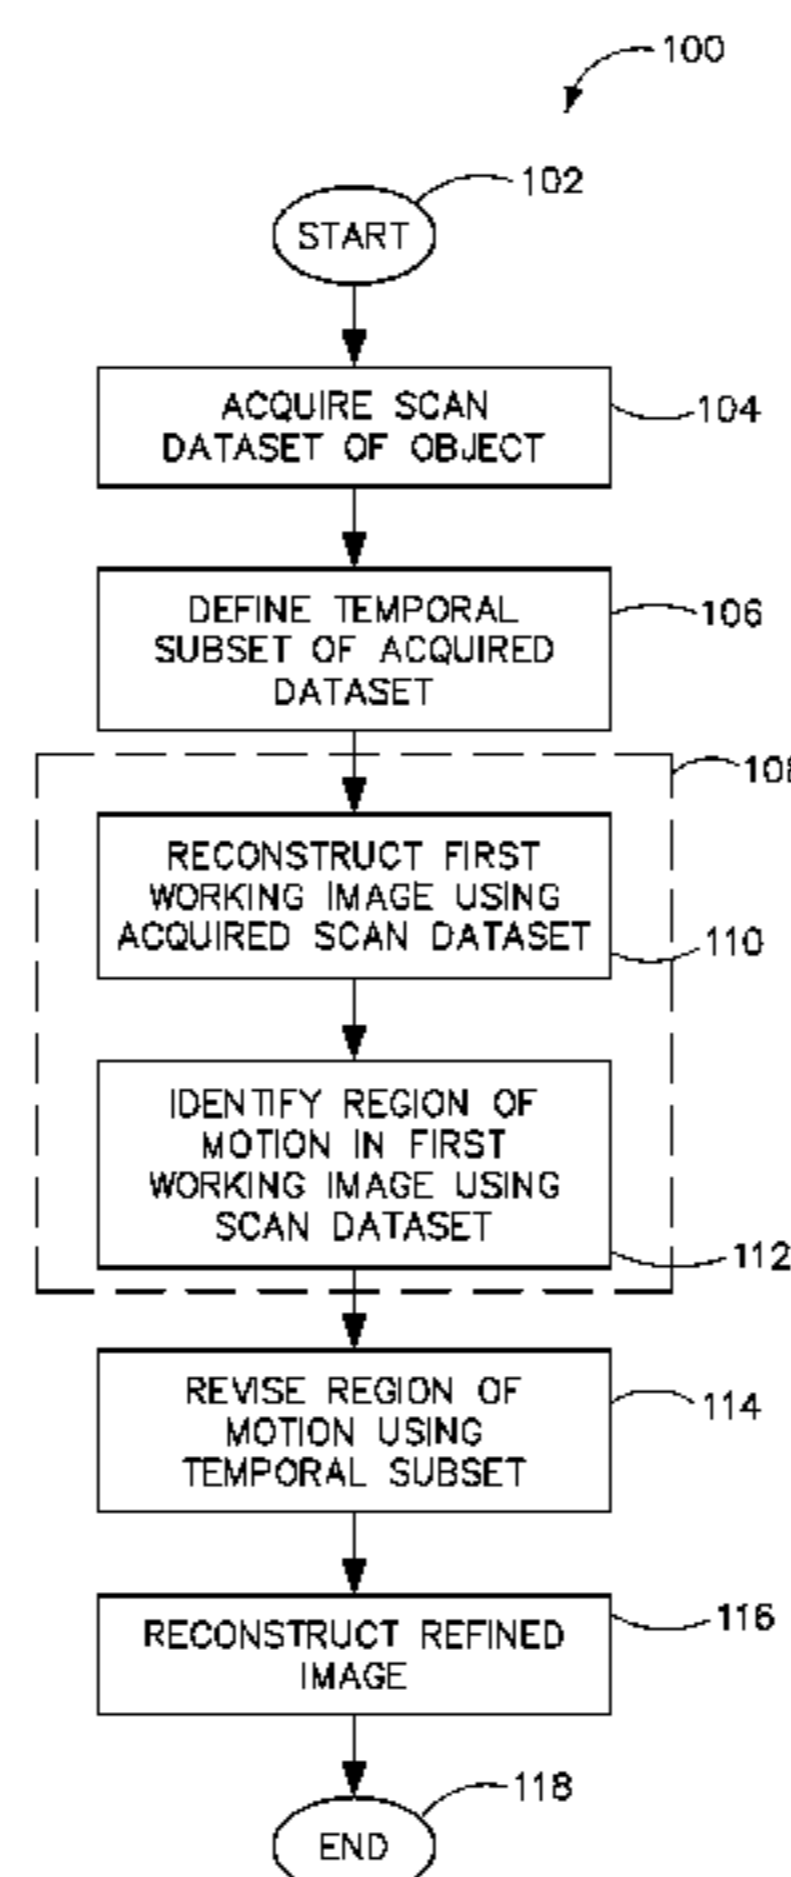 100
102
START
ACQUIRE SCAN
DATASET OF OBJECT
104
DEFINE TEMPORAL
SUBSET OF ACQUIRED
DATASET
106
108
RECONSTRUCT FIRST
WORKING IMAGE USING
ACQUIRED SCAN DATASET
110
IDENTIFY REGION OF
MOTION IN FIRST
WORKING IMAGE USING
SCAN DATASET
112
REVISE REGION OF
MOTION USING
TEMPORAL SUBSET
114
RECONSTRUCT REFINED
IMAGE
116
118
END